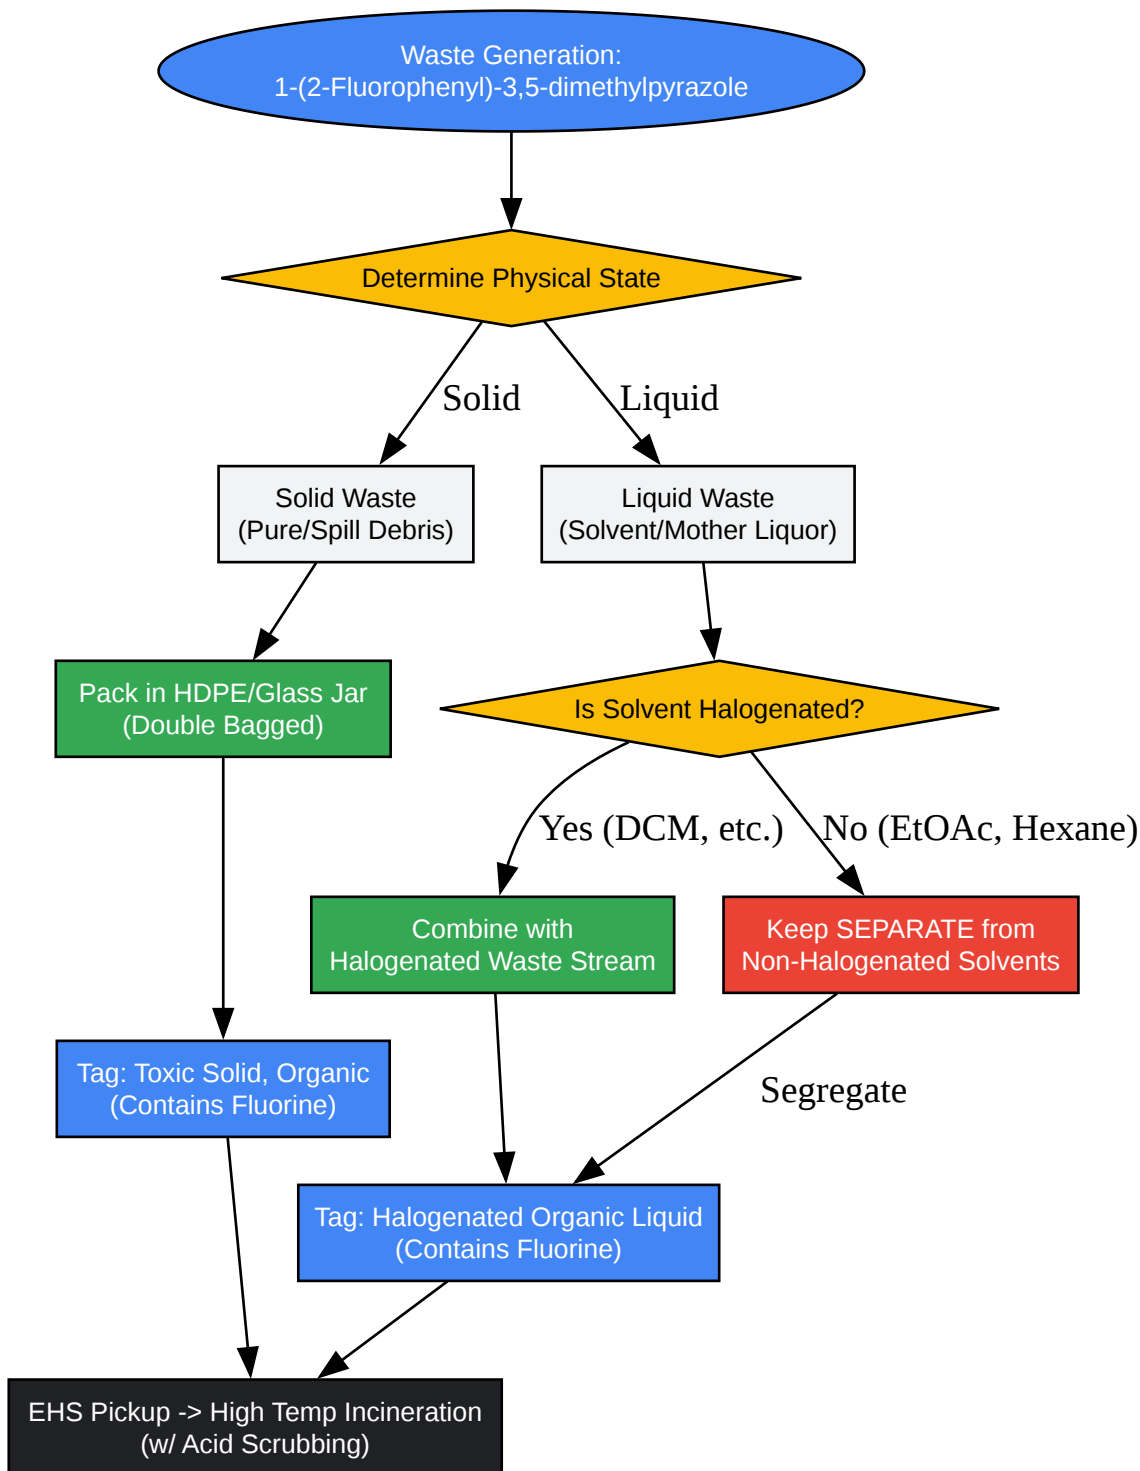 Waste Generation:
1-(2-Fluorophenyl)-3,5-dimethylpyrazole
Determine Physical State
Solid
Liquid
Solid Waste
(Pure/Spill Debris)
Liquid Waste
(Solvent/Mother Liquor)
Pack in HDPE/Glass Jar
(Double Bagged)
Is Solvent Halogenated?
Yes (DCM, etc.)
No (EtOAc, Hexane)
Combine with
Halogenated Waste Stream
Keep SEPARATE from
Non-Halogenated Solvents
Tag: Toxic Solid, Organic
(Contains Fluorine)
Segregate
Tag: Halogenated Organic Liquid
(Contains Fluorine)
EHS Pickup -> High Temp Incineration
(w/ Acid Scrubbing)